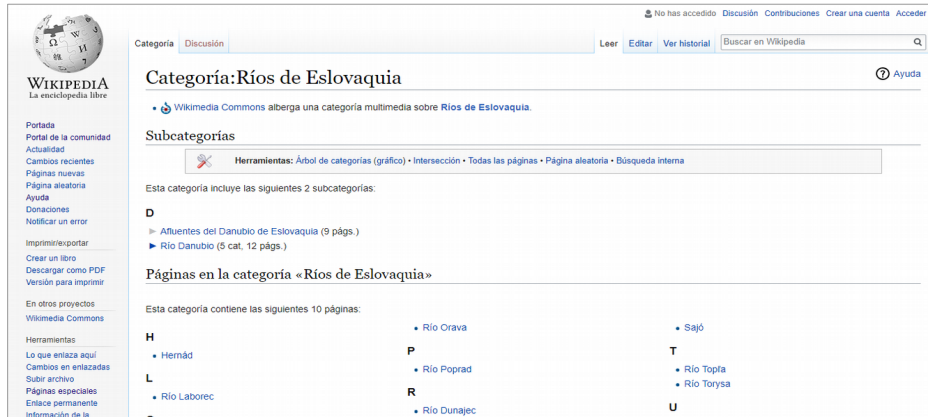 No has accedido Discusión Contribuciones Crear una cuenta Acceder
WIKIPEDIA
La enciclopedia libre
Categoría Discusión
Leer Editar Ver historial Buscar en Wikipedia
Categoría:Ríos de Eslovaquia
Ayuda
• Wikimedia Commons alberga una categoría multimedia sobre Ríos de Eslovaquia.
Subcategorías
Herramientas: Árbol de categorías (gráfico) • Intersección • Todas las páginas • Página aleatoria • Búsqueda interna
Esta categoría incluye las siguientes 2 subcategorías:
D
► Afluentes del Danubio de Eslovaquia (9 págs.)
► Río Danubio (5 cat, 12 págs.)
Páginas en la categoría «Ríos de Eslovaquia»
Esta categoría contiene las siguientes 10 páginas:
H
• Hernád
L
• Río Laborec
• Río Orava
P
• Río Poprad
R
• Río Dunajec
• Sajó
T
• Río Topľa
• Río Torysa
U
Portada
Portal de la comunidad
Actualidad
Cambios recientes
Páginas nuevas
Página aleatoria
Ayuda
Donaciones
Notificar un error
Imprimir/exportar
Crear un libro
Descargar como PDF
Versión para imprimir
En otros proyectos
Wikimedia Commons
Herramientas
Lo que enlaza aquí
Cambios en enlazadas
Subir archivo
Páginas especiales
Enlace permanente
Información de la